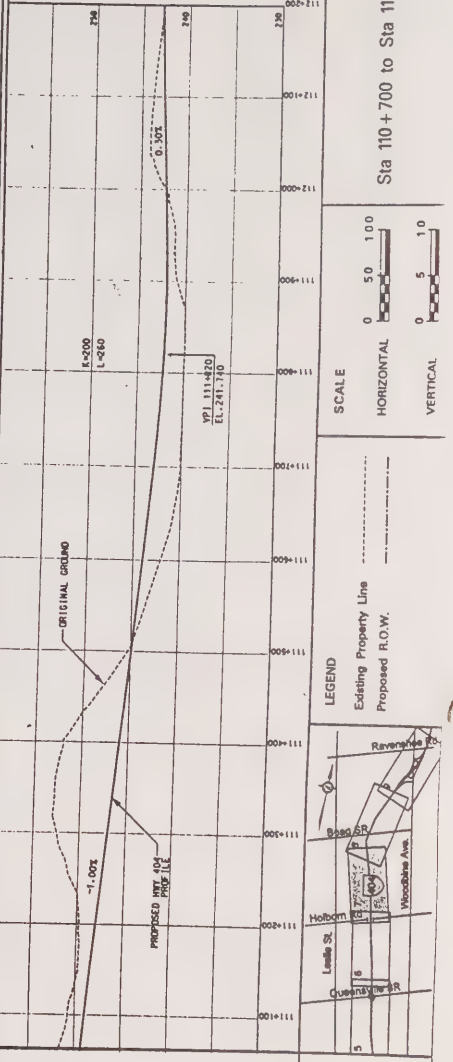 250
240
230
K=200
L=260
0.30%
VPI 111+820
EL.241.740
ORIGINAL GROUND
-1.00%
PROPOSED HWY 404
PROFILE
111+100
111+200
111+300
111+400
111+500
111+600
111+700
111+800
111+900
112+000
112+100
112+200
LEGEND
Existing Property Line
Proposed R.O.W.
SCALE
HORIZONTAL
0 50 100
VERTICAL
0 5 10
Sta 110+700 to Sta 11
Queensville SR
Holborn
Boag SR
Ravenshoe Rd
Leslie St.
Woodbine Ave.
404
5
6